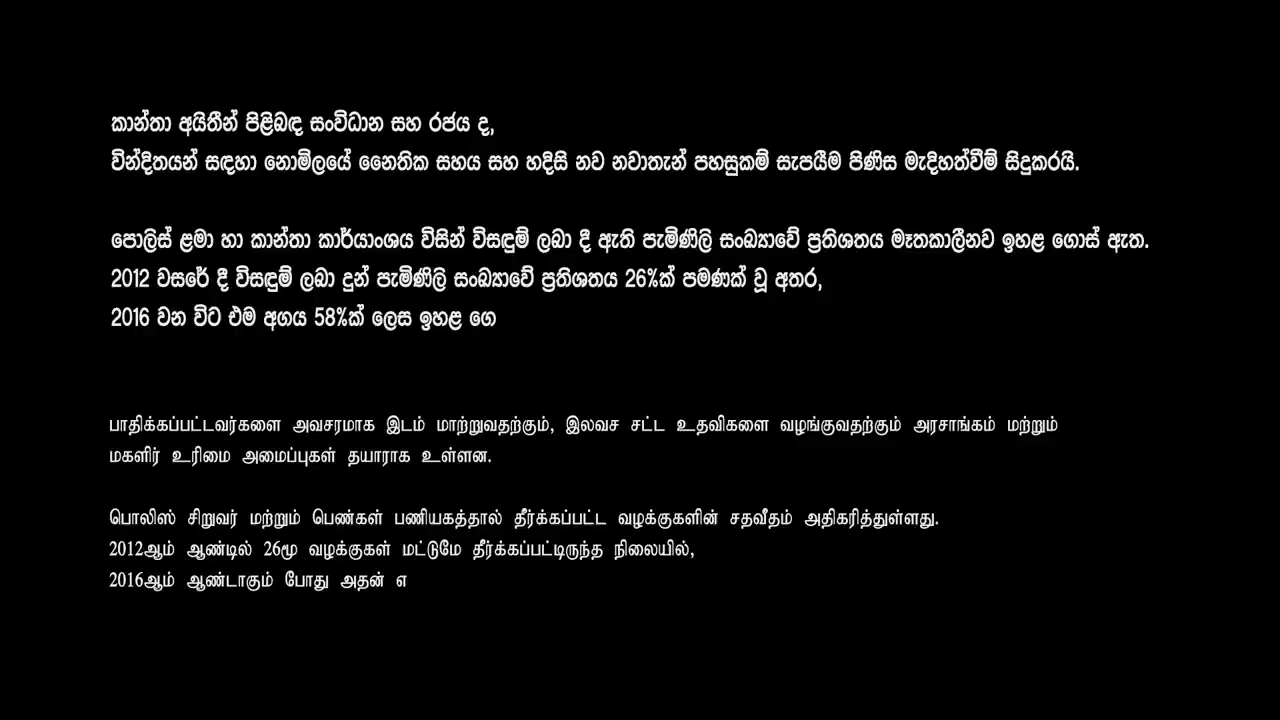 කාන්තා අයිතීන් පිළිබඳ සංවිධාන සහ රජය ද,
වින්දිතයන් සඳහා නොමිලයේ නෛතික සහය සහ හදිසි නව නවාතැන් පහසුකම් සැපයීම පිණිස මැදිහත්වීම් සිදුකරයි.
පොලිස් ළමා හා කාන්තා කාර්යාංශය විසින් විසඳුම් ලබා දී ඇති පැමිණිලි සංඛ්‍යාවේ ප්‍රතිශතය මෑතකාලීනව ඉහළ ගොස් ඇත.
2012 වසරේ දී විසඳුම් ලබා දුන් පැමිණිලි සංඛ්‍යාවේ ප්‍රතිශතය 26%ක් පමණක් වූ අතර,
2016 වන විට එම අගය 58%ක් ලෙස ඉහළ ගෙ
பாதிக்கப்பட்டவர்களை அவசரமாக இடம் மாற்றுவதற்கும், இலவச சட்ட உதவிகளை வழங்குவதற்கும் அரசாங்கம் மற்றும்
மகளிர் உரிமை அமைப்புகள் தயாராக உள்ளன.
பொலிஸ் சிறுவர் மற்றும் பெண்கள் பணியகத்தால் தீர்க்கப்பட்ட வழக்குகளின் சதவீதம் அதிகரித்துள்ளது.
2012ஆம் ஆண்டில் 26மூ வழக்குகள் மட்டுமே தீர்க்கப்பட்டிருந்த நிலையில்,
2016ஆம் ஆண்டாகும் போது அதன் எ